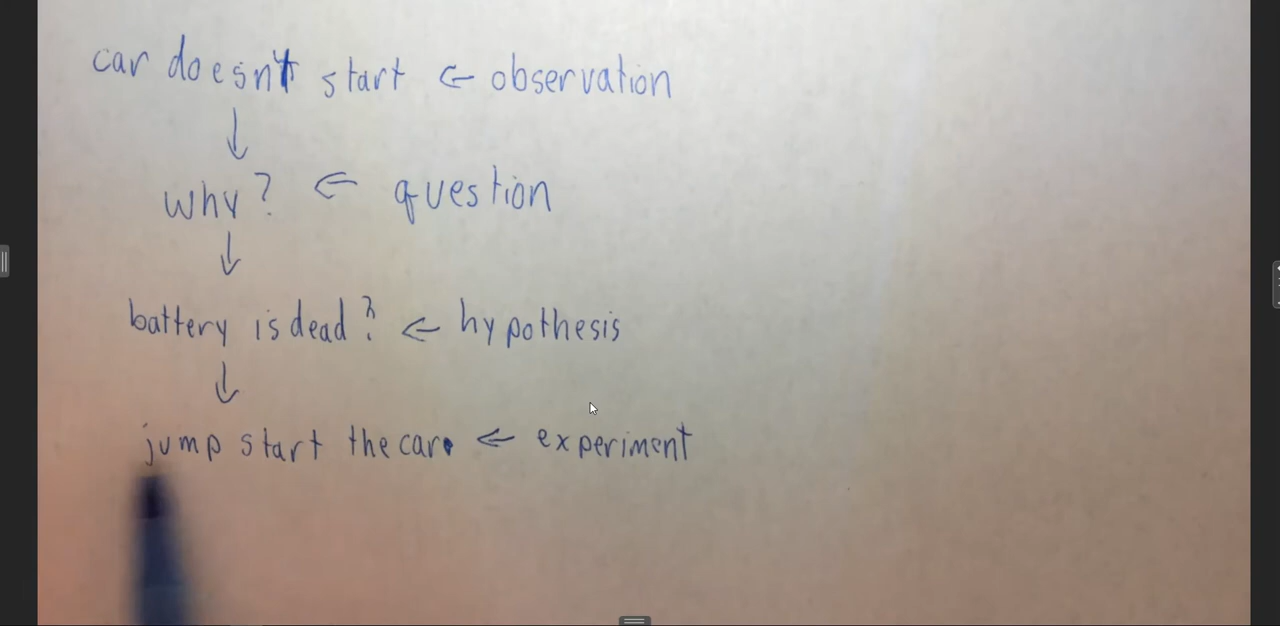 car doesn't start ← observation
↓
why? ← question
↓
battery is dead? ← hypothesis
↓
jump start the car. ← experiment